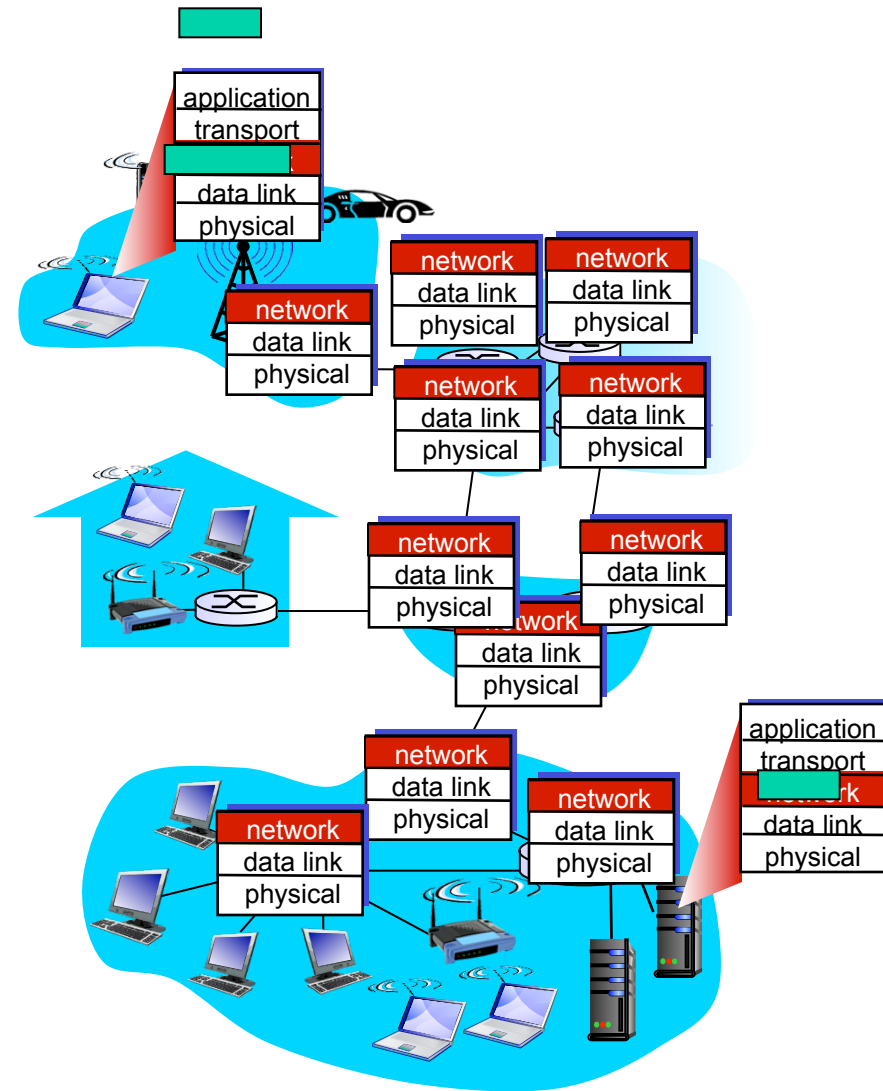 application
transport
data link
physical
network
data link
physical
network
data link
physical
network
data link
physical
network
data link
physical
network
data link
physical
network
data link
physical
network
data link
physical
network
data link
physical
application
transport
network
data link
physical
network
data link
physical
network
data link
physical
network
data link
physical